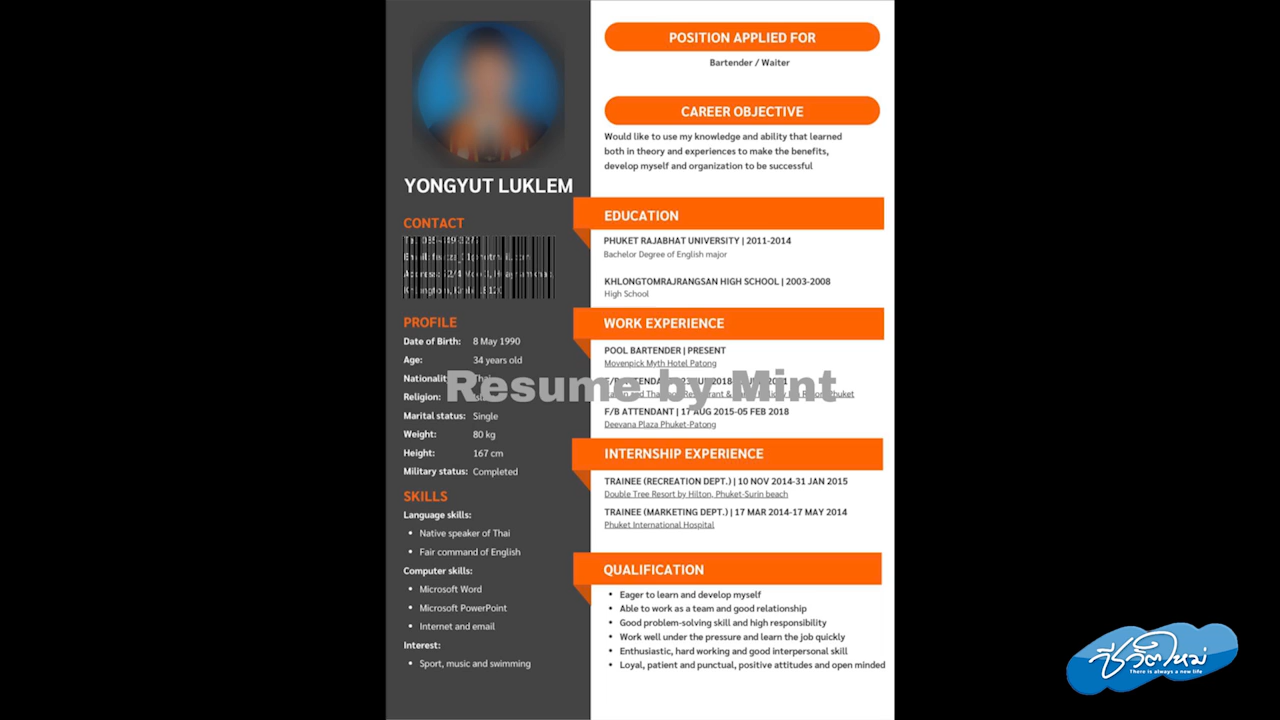 YONGYUT LUKLEM
CONTACT
PROFILE
Date of Birth: 8 May 1990
Age: 34 years old
Religion:
Marital status: Single
Weight: 80 kg
Height: 167 cm
Military status: Completed
SKILLS
Language skills:
• Native speaker of Thai
• Fair command of English
Computer skills:
• Microsoft Word
• Microsoft PowerPoint
• Internet and email
Interest:
• Sport, music and swimming
POSITION APPLIED FOR
Bartender / Waiter
CAREER OBJECTIVE
Would like to use my knowledge and ability that learned
both in theory and experiences to make the benefits,
develop myself and organization to be successful
EDUCATION
PHUKET RAJABHAT UNIVERSITY | 2011-2014
Bachelor Degree of English major
KHLONGTOMRAJRANGSAN HIGH SCHOOL | 2003-2008
High School
WORK EXPERIENCE
POOL BARTENDER | PRESENT
Movenpick Myth Hotel Patong
Resume by Mint
F/B ATTENDANT | 17 AUG 2015-05 FEB 2018
Deevana Plaza Phuket-Patong
INTERNSHIP EXPERIENCE
TRAINEE (RECREATION DEPT.) | 10 NOV 2014-31 JAN 2015
Double Tree Resort by Hilton, Phuket-Surin beach
TRAINEE (MARKETING DEPT.) | 17 MAR 2014-17 MAY 2014
Phuket International Hospital
QUALIFICATION
• Eager to learn and develop myself
• Able to work as a team and good relationship
• Good problem-solving skill and high responsibility
• Work well under the pressure and learn the job quickly
• Enthusiastic, hard working and good interpersonal skill
• Loyal, patient and punctual, positive attitudes and open minded
ชีวิตใหม่
There is always a new life